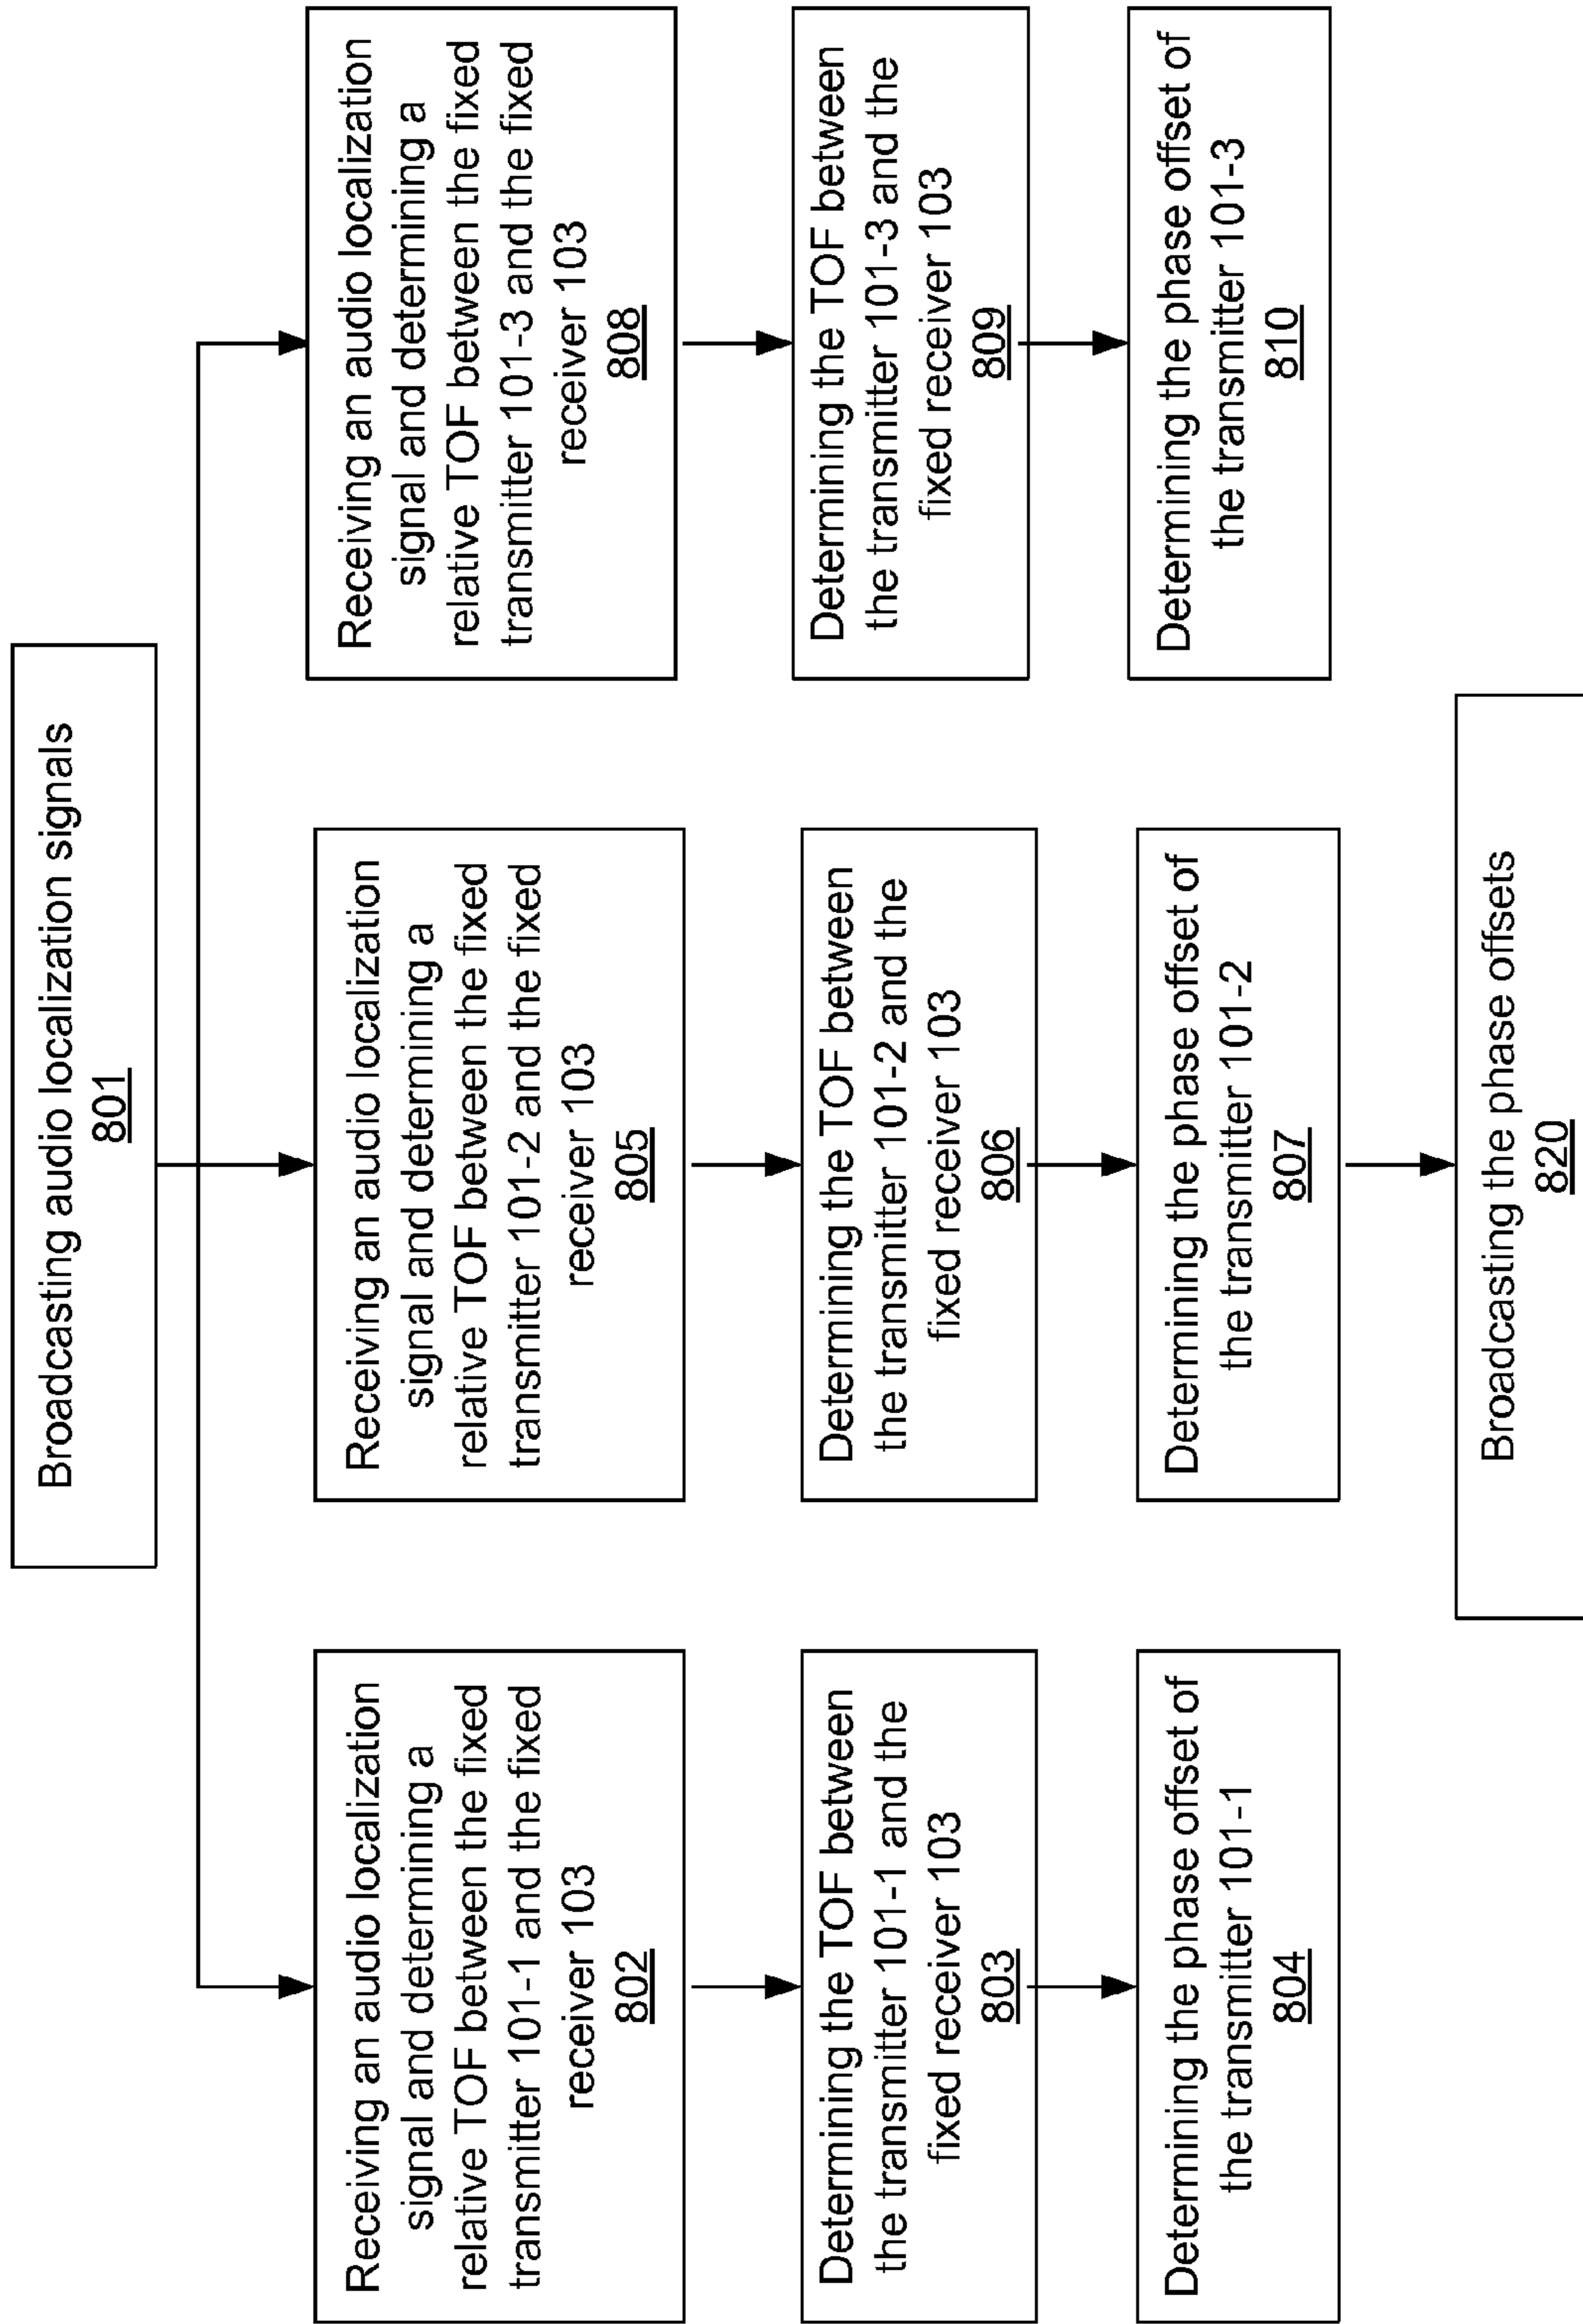 Broadcasting audio localization signals
801
Receiving an audio localization
signal and determining a
relative TOF between the fixed
transmitter 101-1 and the fixed
receiver 103
802
Determining the TOF between
the transmitter 101-1 and the
fixed receiver 103
803
Determining the phase offset of
the transmitter 101-1
804
Receiving an audio localization
signal and determining a
relative TOF between the fixed
transmitter 101-2 and the fixed
receiver 103
805
Determining the TOF between
the transmitter 101-2 and the
fixed receiver 103
806
Determining the phase offset of
the transmitter 101-2
807
Receiving an audio localization
signal and determining a
relative TOF between the fixed
transmitter 101-3 and the fixed
receiver 103
808
Determining the TOF between
the transmitter 101-3 and the
fixed receiver 103
809
Determining the phase offset of
the transmitter 101-3
810
Broadcasting the phase offsets
820